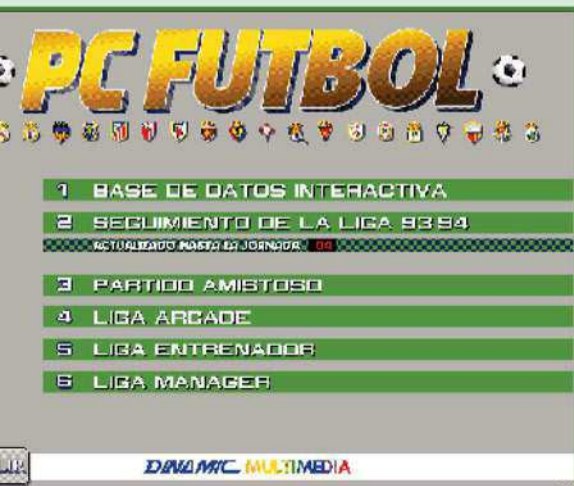 PC FUTBOL
1 BASE DE DATOS INTERACTIVA
2 SEGUIMIENTO DE LA LIGA 93 94
ACTUALIZADO HASTA LA JORNADA 04
3 PARTIDO AMISTOSO
4 LIGA ARCADE
5 LIGA ENTRENADOR
6 LIGA MANAGER
DINAMIC MULTIMEDIA